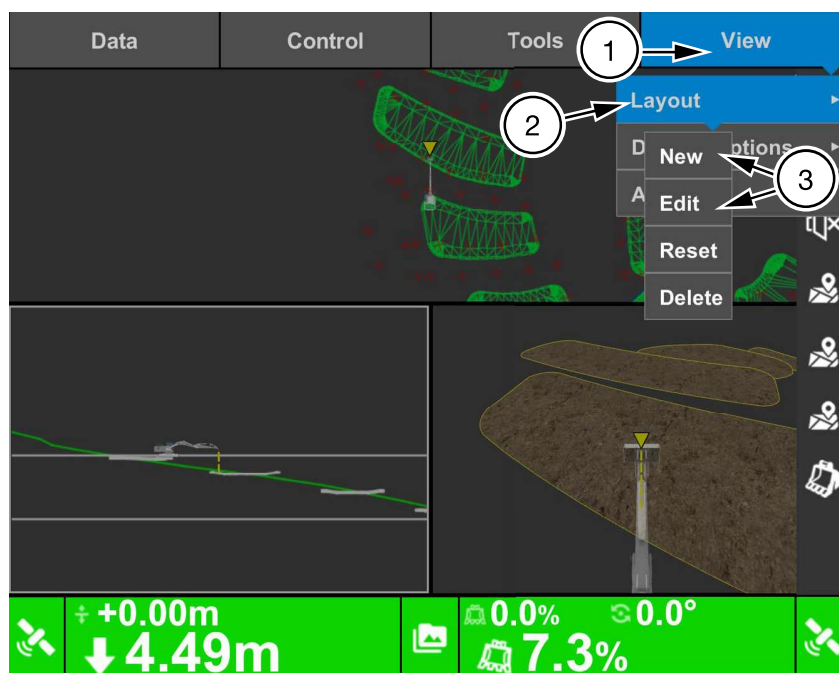 Data Control Tools View
1
Layout
2
D ptions
New
3
A
Edit
Reset
Delete
+0.00m
4.49m
0.0% 0.0°
7.3%